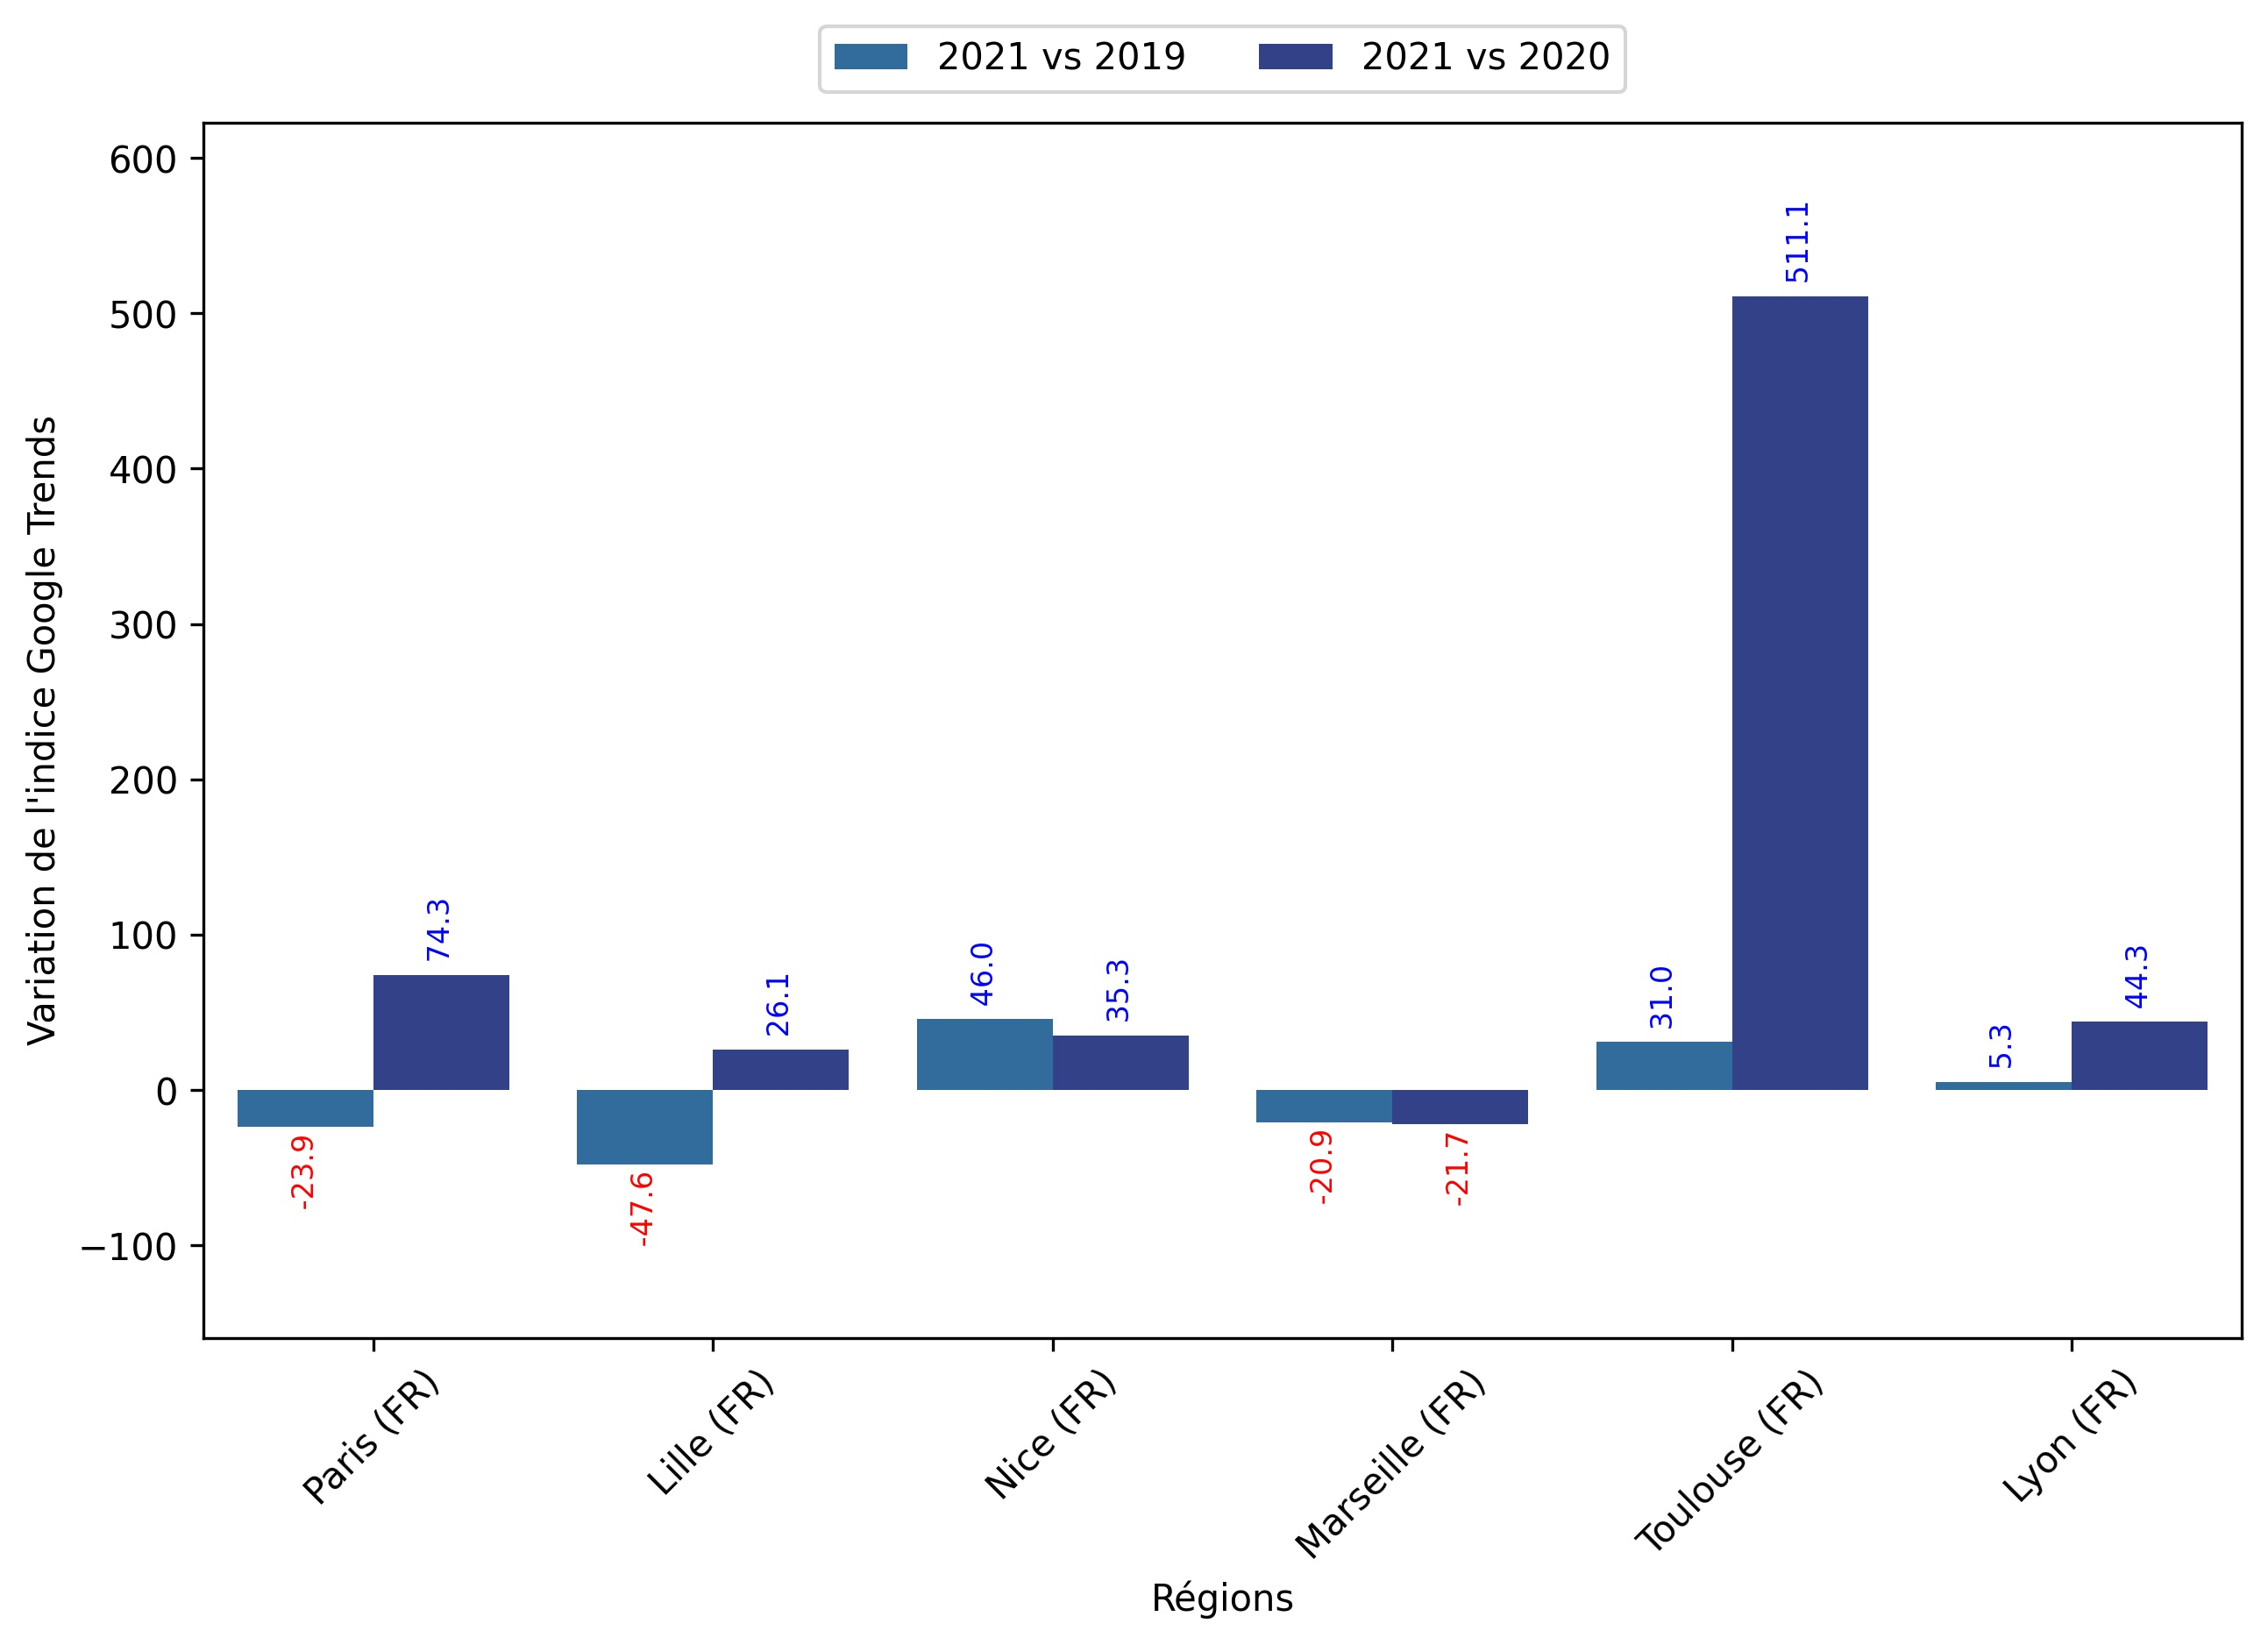 2021 vs 2019
2021 vs 2020
Variation de l'indice Google Trends
600
500
400
300
200
100
0
−100
-23.9
74.3
-47.6
26.1
46.0
35.3
-20.9
-21.7
31.0
511.1
5.3
44.3
Paris (FR)
Lille (FR)
Nice (FR)
Marseille (FR)
Toulouse (FR)
Lyon (FR)
Régions